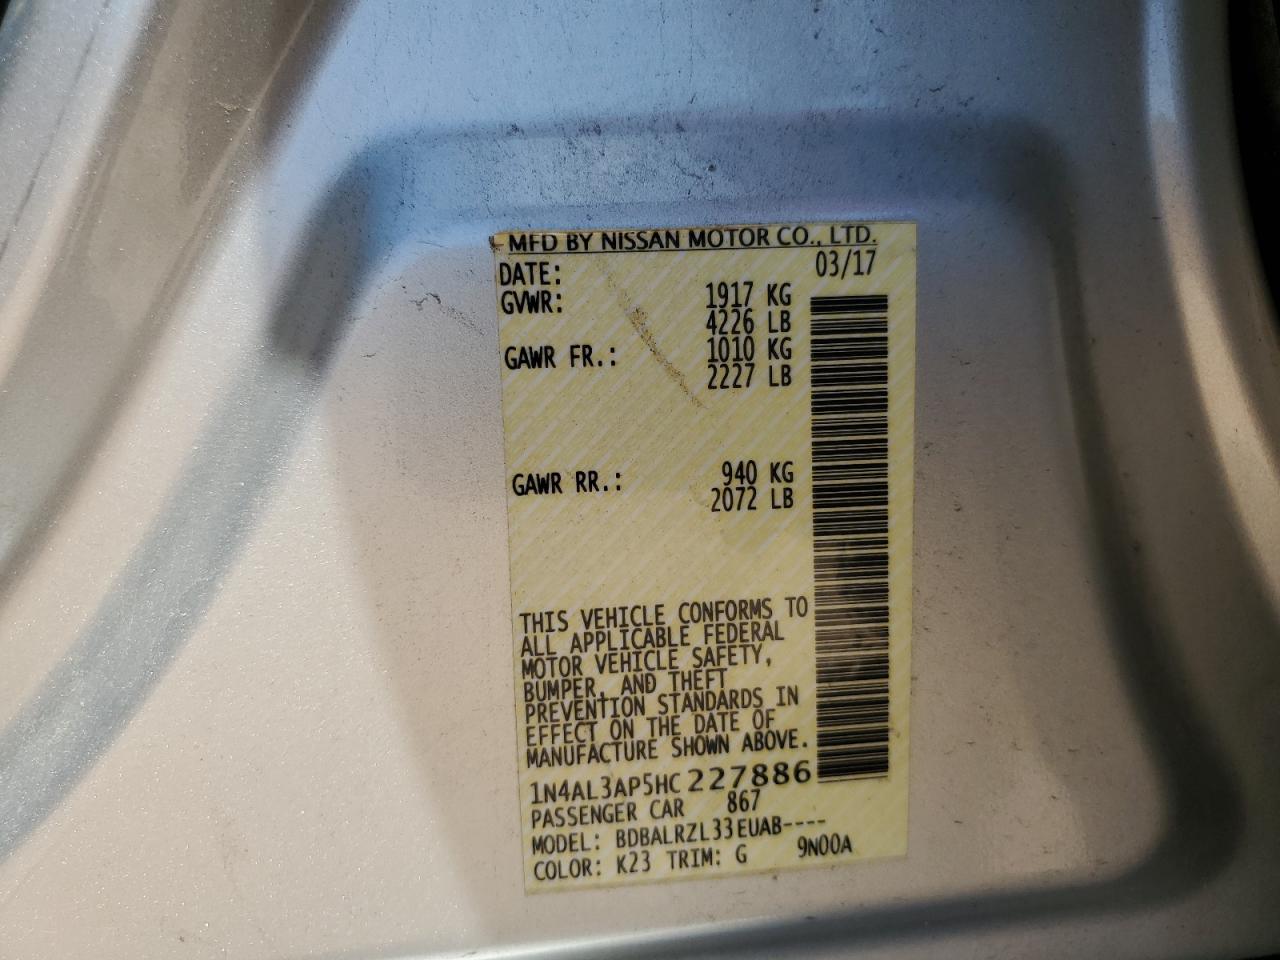 MFD BY NISSAN MOTOR CO., LTD.
DATE: 03/17
GVWR: 1917 KG
4226 LB
GAWR FR.: 1010 KG
2227 LB
GAWR RR.: 940 KG
2072 LB
THIS VEHICLE CONFORMS TO
ALL APPLICABLE FEDERAL
MOTOR VEHICLE SAFETY,
BUMPER, AND THEFT
PREVENTION STANDARDS IN
EFFECT ON THE DATE OF
MANUFACTURE SHOWN ABOVE.
1N4AL3AP5HC227886
PASSENGER CAR 867
MODEL: BDBALRZL33EUAB----
COLOR: K23 TRIM: G 9N00A